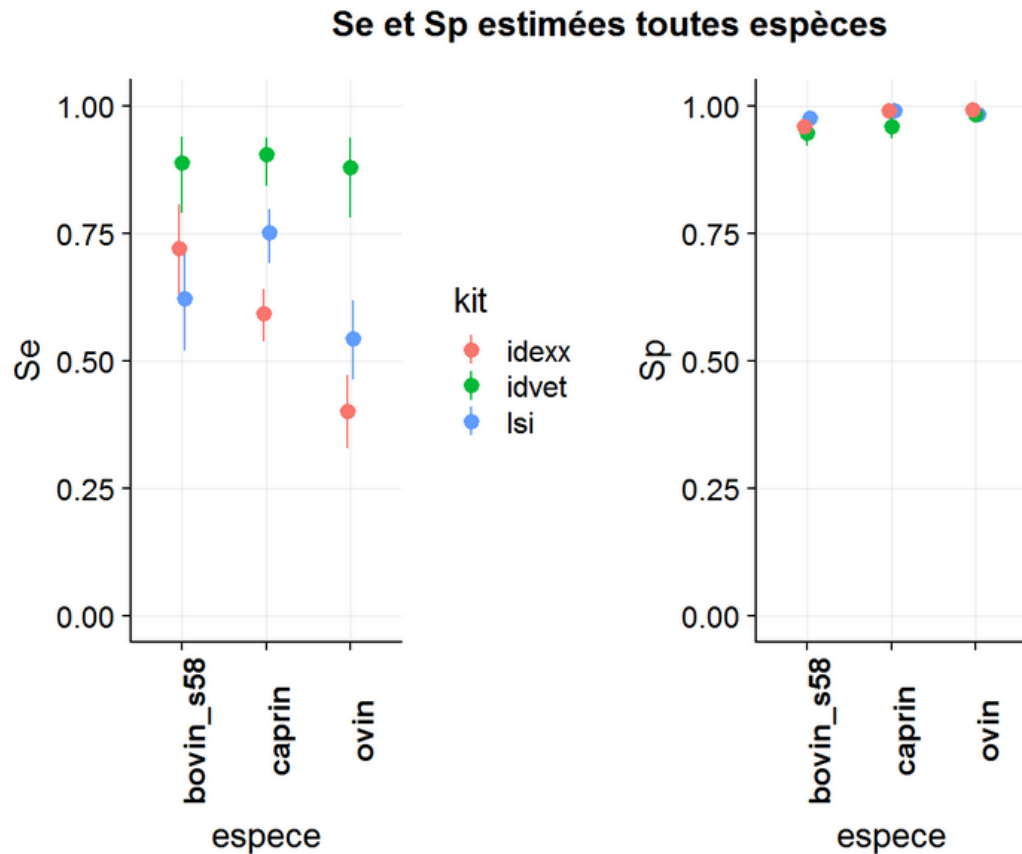 Se et Sp estimées toutes espèces
Se
1.00
0.75
0.50
0.25
0.00
bovin_s58
caprin
ovin
espece
kit
idexx
idvet
lsi
Sp
1.00
0.75
0.50
0.25
0.00
bovin_s58
caprin
ovin
espece